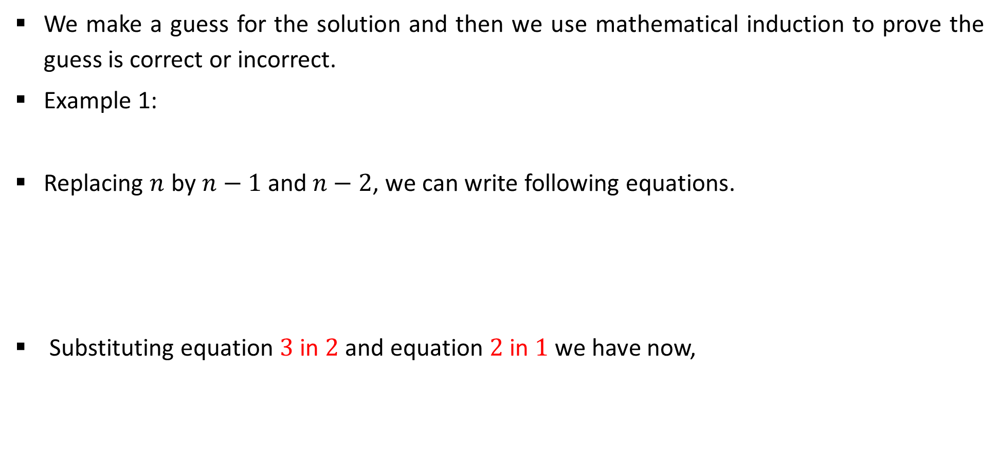 ▪ We make a guess for the solution and then we use mathematical induction to prove the
guess is correct or incorrect.
▪ Example 1:
▪ Replacing 𝑛 by 𝑛 − 1 and 𝑛 − 2, we can write following equations.
▪ Substituting equation 3 in 2 and equation 2 in 1 we have now,